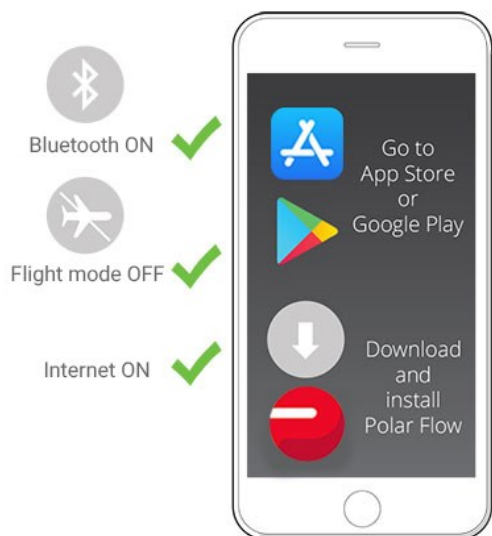 Bluetooth ON
Flight mode OFF
Internet ON
Go to
App Store
or
Google Play
Download
and
install
Polar Flow